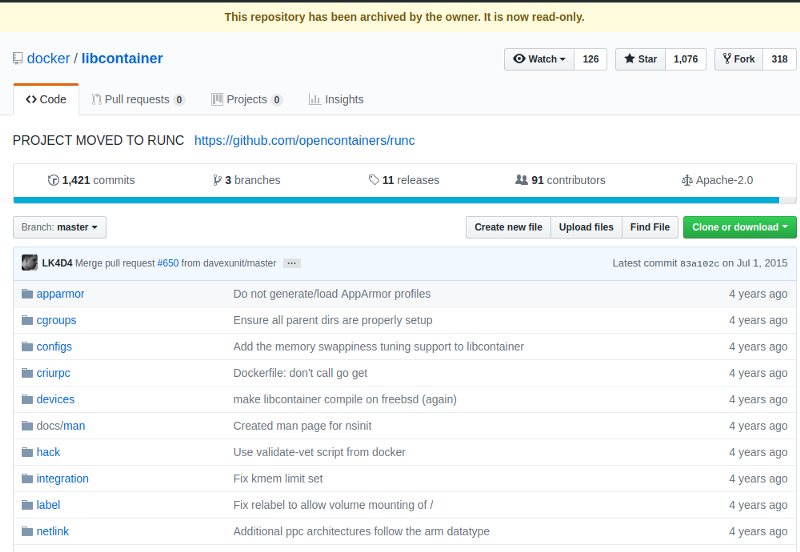 This repository has been archived by the owner. It is now read-only.
docker / libcontainer
Watch 126 Star 1,076 Fork 318
Code Pull requests 0 Projects 0 Insights
PROJECT MOVED TO RUNC https://github.com/opencontainers/runc
1,421 commits 3 branches 11 releases 91 contributors Apache-2.0
Branch: master Create new file Upload files Find File Clone or download
LK4D4 Merge pull request #650 from davexunit/master ... Latest commit 83a102c on Jul 1, 2015
apparmor Do not generate/load AppArmor profiles 4 years ago
cgroups Ensure all parent dirs are properly setup 4 years ago
configs Add the memory swappiness tuning support to libcontainer 4 years ago
criurpc Dockerfile: don't call go get 4 years ago
devices make libcontainer compile on freebsd (again) 4 years ago
docs/man Created man page for nsinit 4 years ago
hack Use validate-vet script from docker 4 years ago
integration Fix kmem limit set 4 years ago
label Fix relabel to allow volume mounting of / 4 years ago
netlink Additional ppc architectures follow the arm datatype 4 years ago